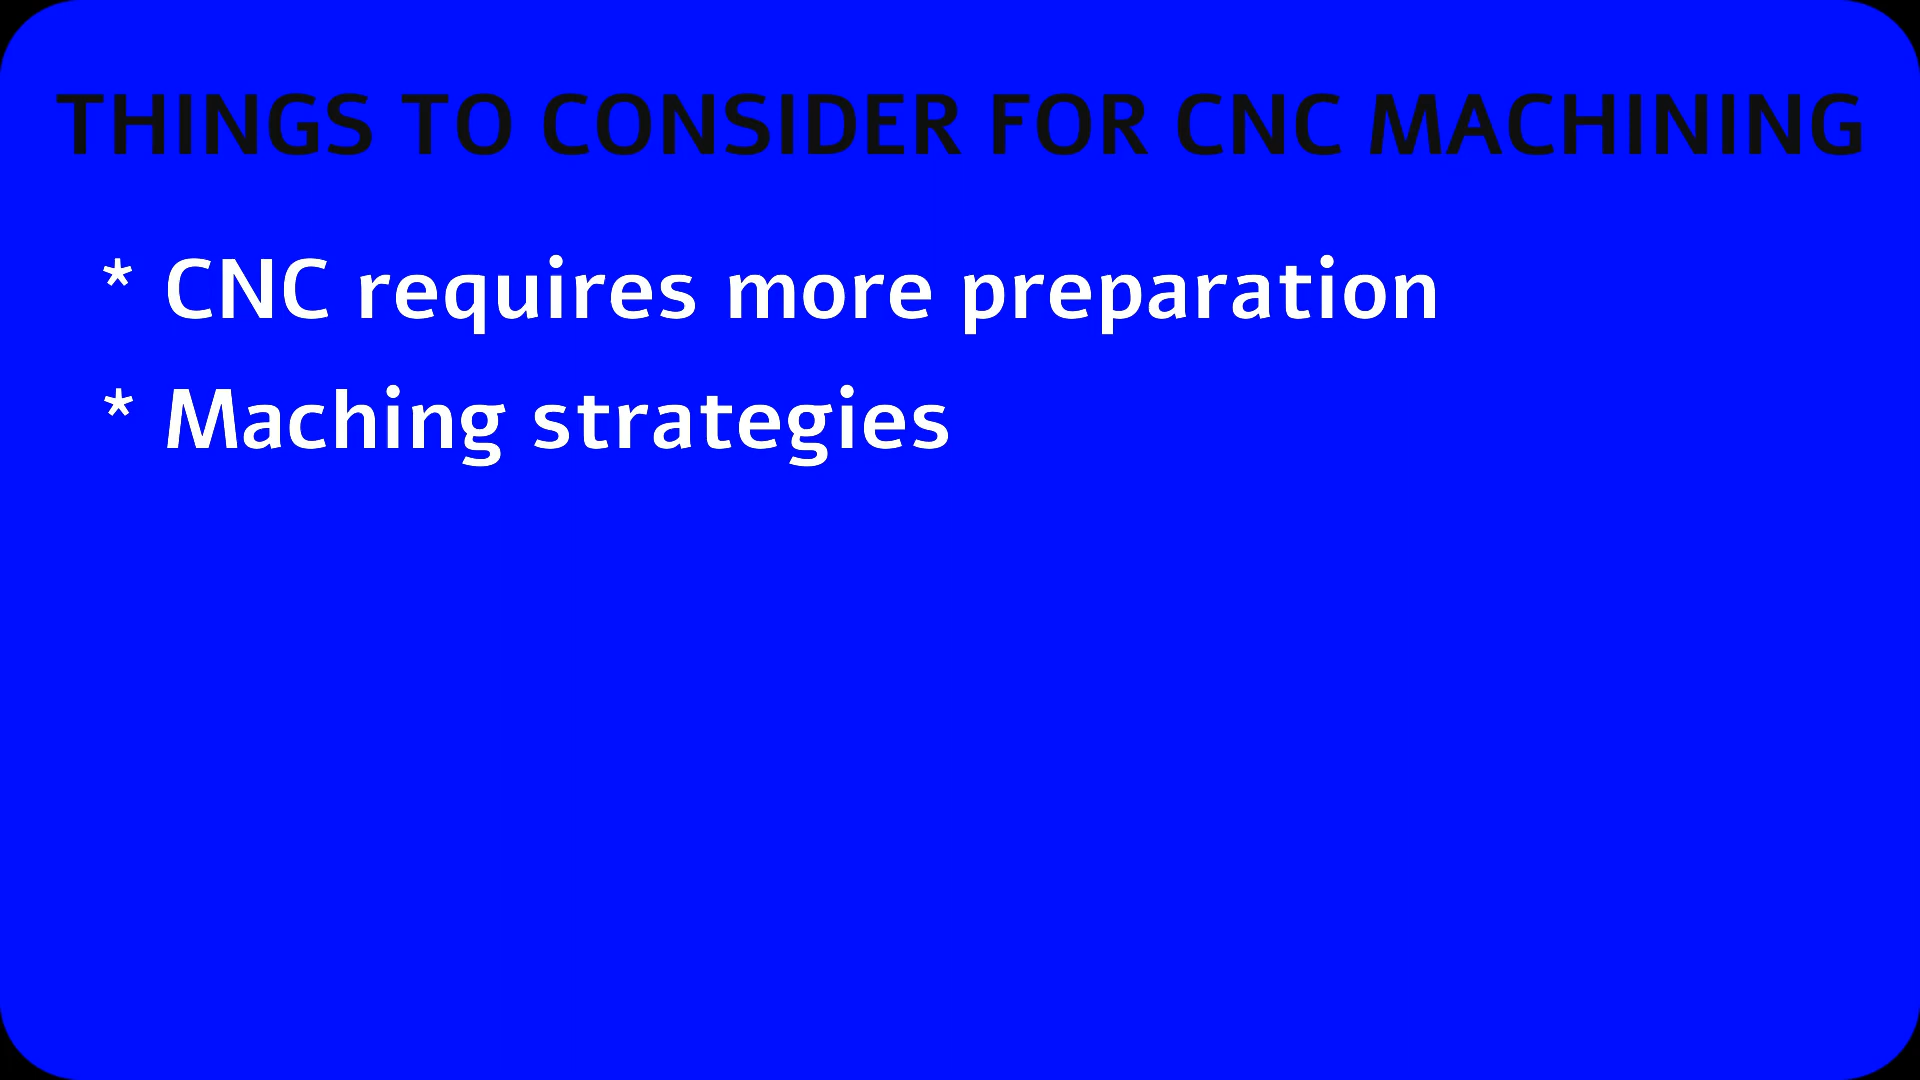 THINGS TO CONSIDER FOR CNC MACHINING
* CNC requires more preparation
* Maching strategies